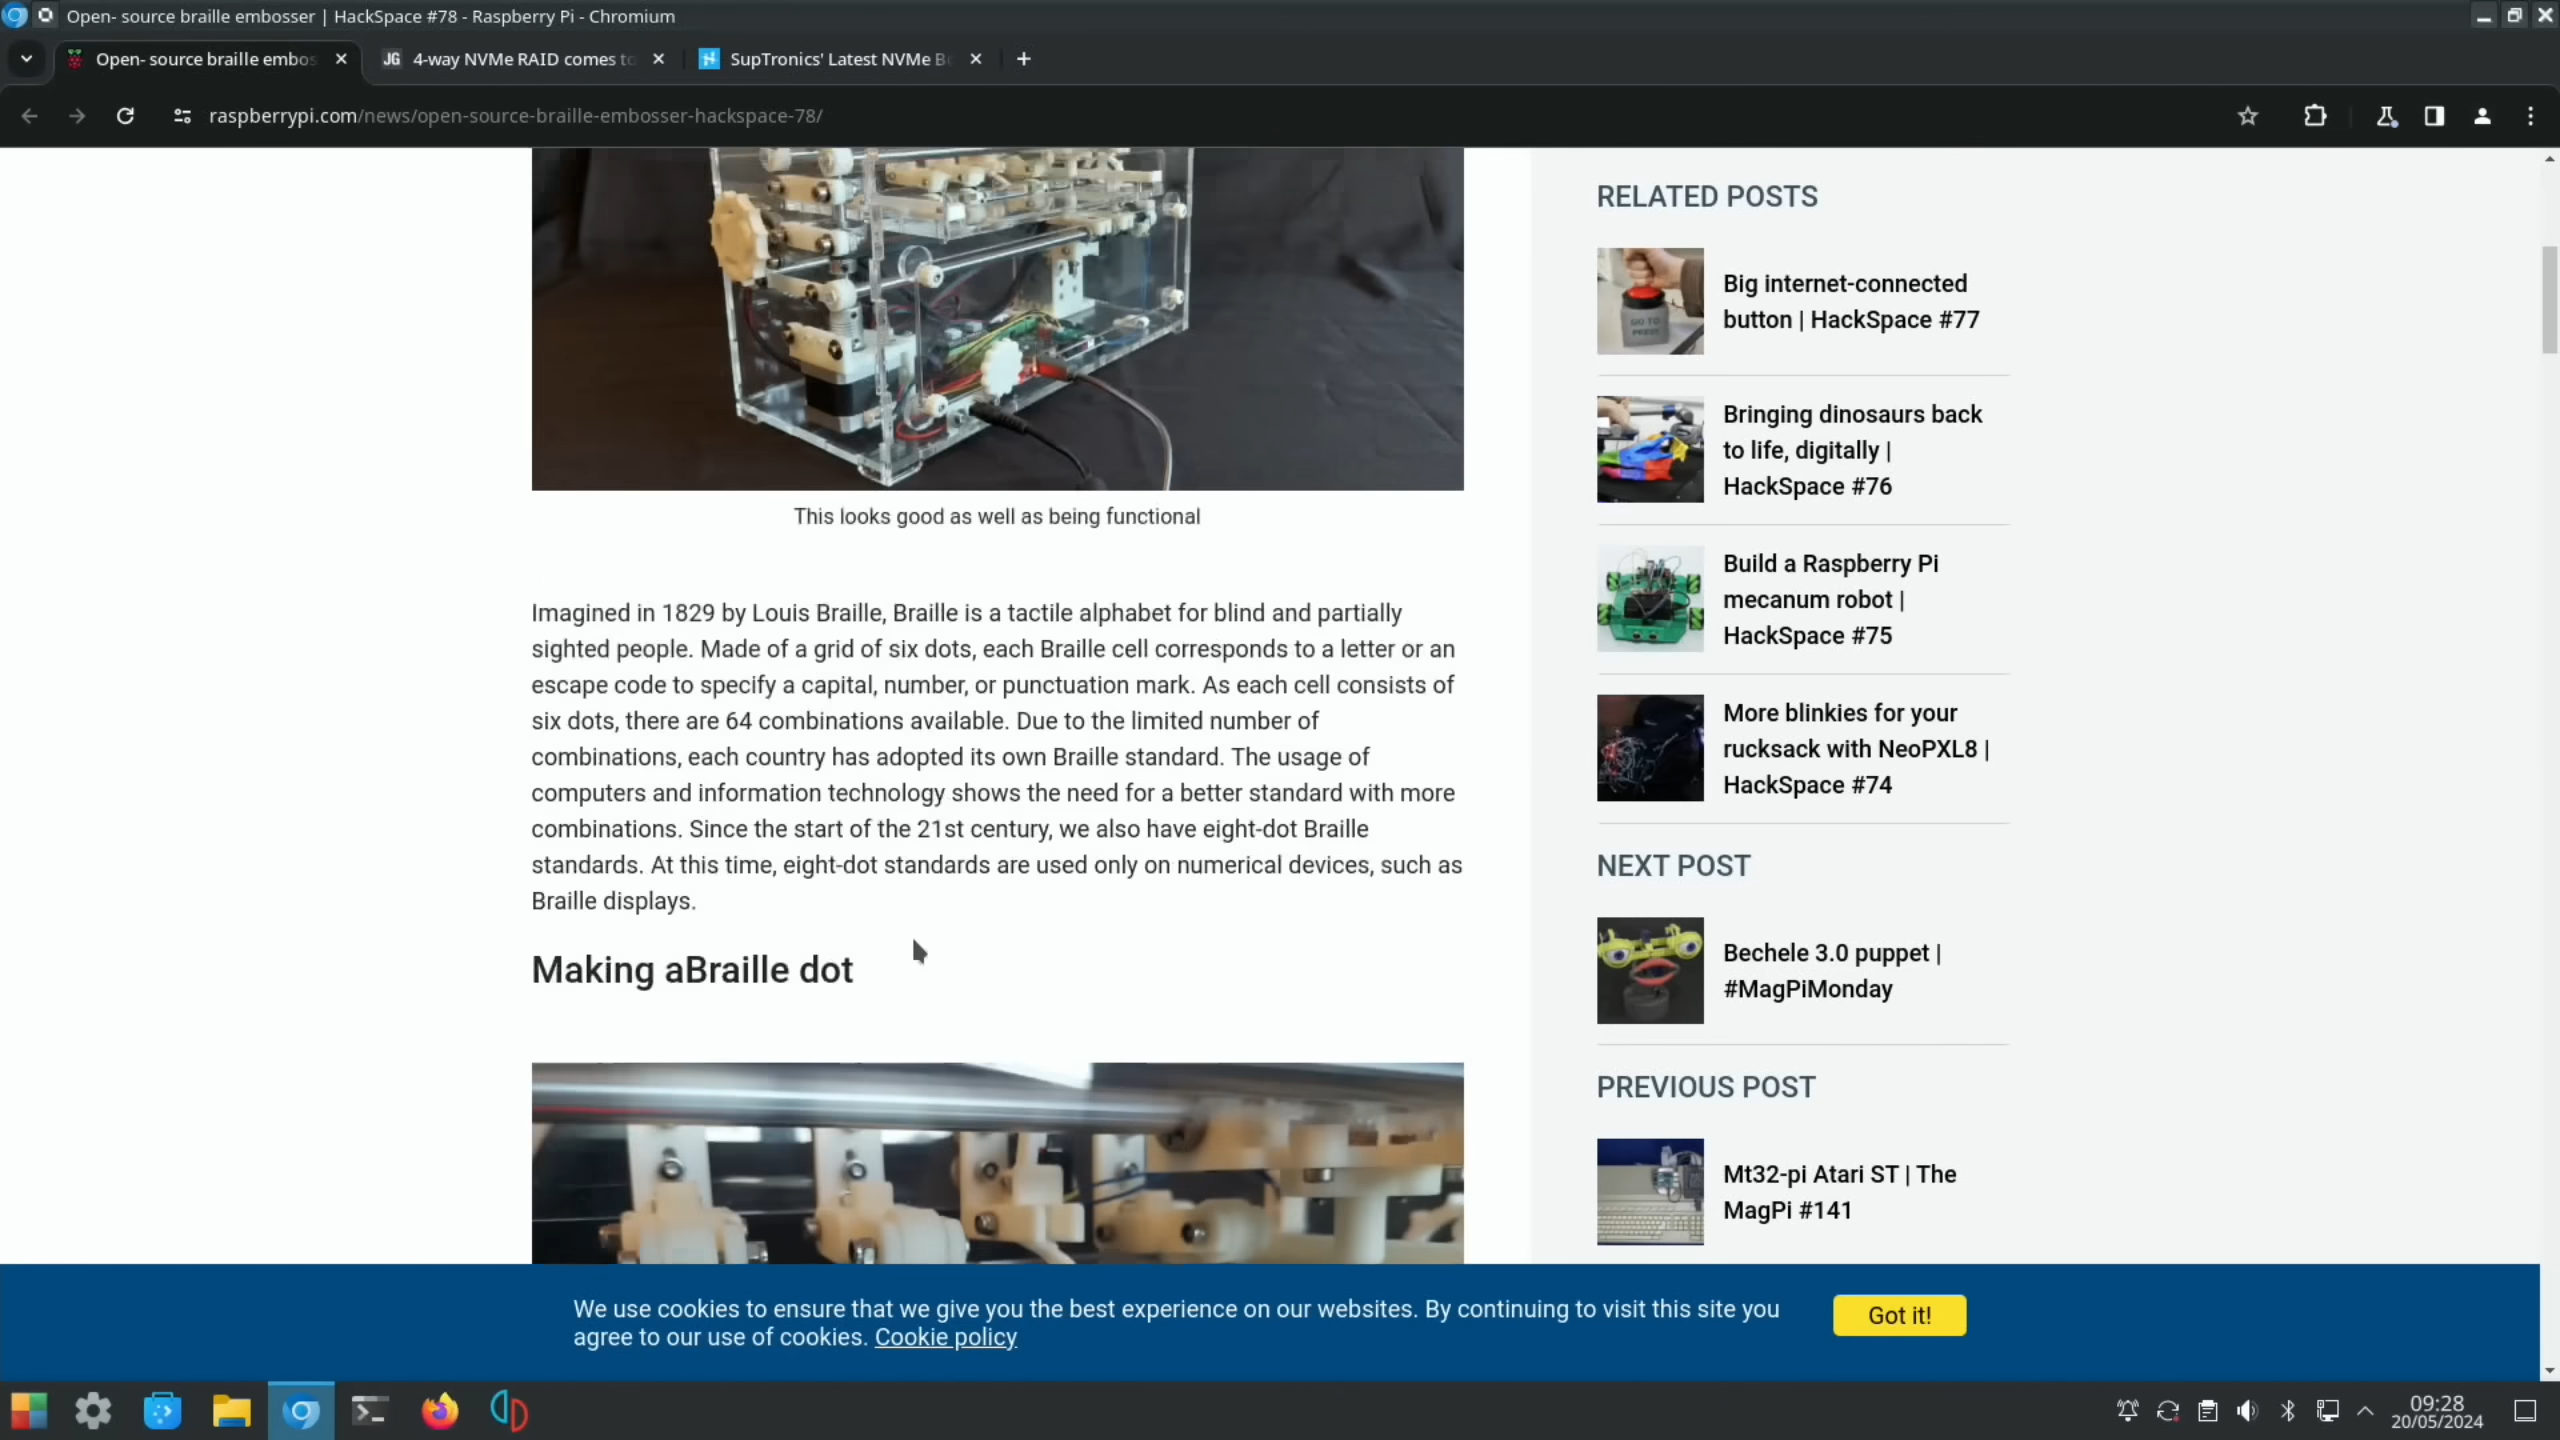 Open- source braille embosser | HackSpace #78 - Raspberry Pi - Chromium
Open- source braille embos
JG 4-way NVMe RAID comes to
SupTronics' Latest NVMe B
raspberrypi.com/news/open-source-braille-embosser-hackspace-78/
This looks good as well as being functional
Imagined in 1829 by Louis Braille, Braille is a tactile alphabet for blind and partially
sighted people. Made of a grid of six dots, each Braille cell corresponds to a letter or an
escape code to specify a capital, number, or punctuation mark. As each cell consists of
six dots, there are 64 combinations available. Due to the limited number of
combinations, each country has adopted its own Braille standard. The usage of
computers and information technology shows the need for a better standard with more
combinations. Since the start of the 21st century, we also have eight-dot Braille
standards. At this time, eight-dot standards are used only on numerical devices, such as
Braille displays.
Making aBraille dot
RELATED POSTS
GO TO
PRESS
Big internet-connected
button | HackSpace #77
Bringing dinosaurs back
to life, digitally |
HackSpace #76
Build a Raspberry Pi
mecanum robot |
HackSpace #75
More blinkies for your
rucksack with NeoPXL8 |
HackSpace #74
NEXT POST
Bechele 3.0 puppet |
#MagPiMonday
PREVIOUS POST
Mt32-pi Atari ST | The
MagPi #141
We use cookies to ensure that we give you the best experience on our websites. By continuing to visit this site you
agree to our use of cookies. Cookie policy
Got it!
09:28
20/05/2024